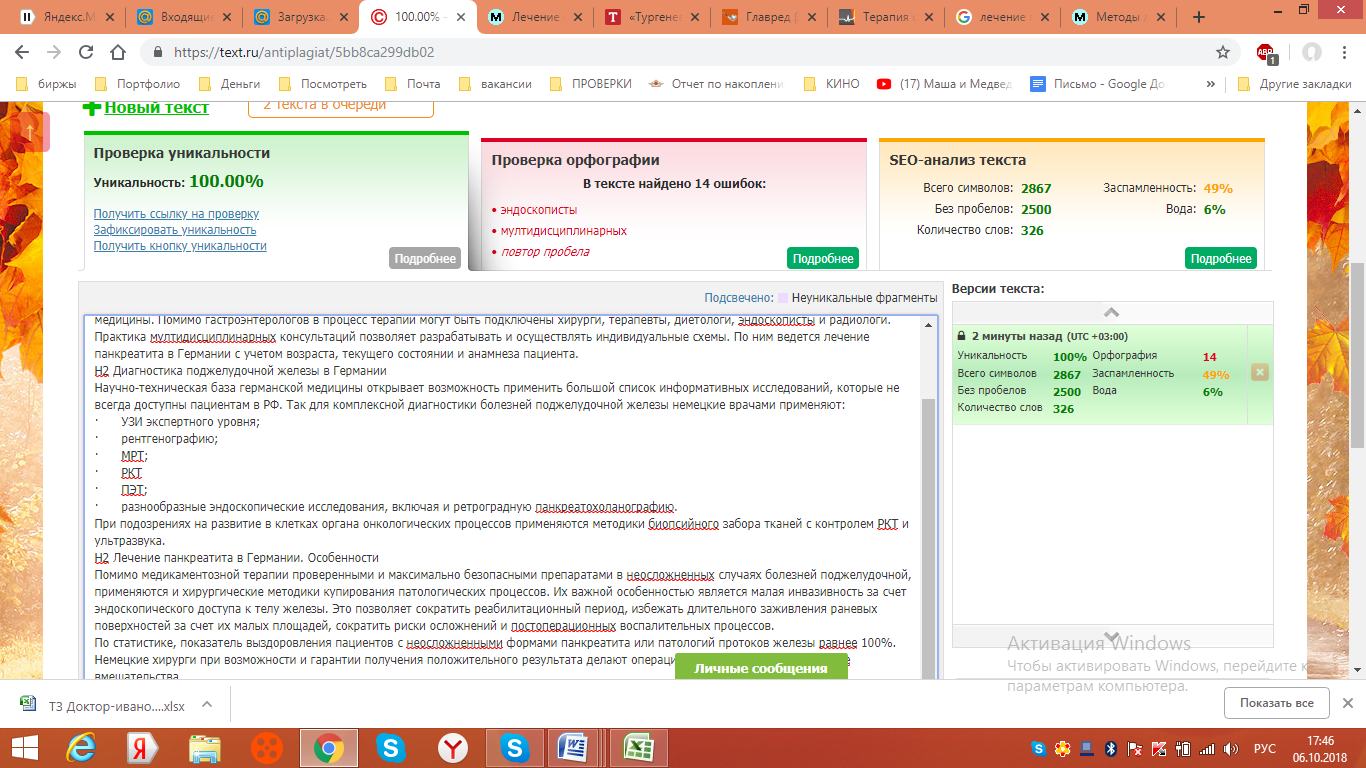 Яндекс.М
Входящие
Загрузка
100.00% -
Лечение
«Тургенев
Главред (
Терапия
лечение
Методы
https://text.ru/antiplagiat/5bb8ca299db02
ABP
1
биржы
Портфолио
Деньги
Посмотреть
Почта
вакансии
ПРОВЕРКИ
Отчет по накоплени
КИНО
(17) Маша и Медвед
Письмо - Google До
»
Другие закладки
Новый текст
2 текста в очереди
Проверка уникальности
Уникальность: 100.00%
Получить ссылку на проверку
Зафиксировать уникальность
Получить кнопку уникальности
Подробнее
Проверка орфографии
В тексте найдено 14 ошибок:
• эндоскописты
• мултидисциплинарных
• повтор пробела
Подробнее
SEO-анализ текста
Всего символов: 2867 Заспамленность: 49%
Без пробелов: 2500 Вода: 6%
Количество слов: 326
Подробнее
Подсвечено: Неуникальные фрагменты
медицины. Помимо гастроэнтерологов в процесс терапии могут быть подключены хирурги, терапевты, диетологи, эндоскописты и радиологи.
Практика мултидисциплинарных консультаций позволяет разрабатывать и осуществлять индивидуальные схемы. По ним ведется лечение
панкреатита в Германии с учетом возраста, текущего состоянии и анамнеза пациента.
H2 Диагностика поджелудочной железы в Германии
Научно-техническая база германской медицины открывает возможность применить большой список информативных исследований, которые не
всегда доступны пациентам в РФ. Так для комплексной диагностики болезней поджелудочной железы немецкие врачами применяют:
· УЗИ экспертного уровня;
· рентгенографию;
· МРТ;
· РКТ
· ПЭТ;
· разнообразные эндоскопические исследования, включая и ретроградную панкреатохоланографию.
При подозрениях на развитие в клетках органа онкологических процессов применяются методики биопсийного забора тканей с контролем РКТ и
ультразвука.
H2 Лечение панкреатита в Германии. Особенности
Помимо медикаментозной терапии проверенными и максимально безопасными препаратами в неосложненных случаях болезней поджелудочной,
применяются и хирургические методики купирования патологических процессов. Их важной особенностью является малая инвазивность за счет
эндоскопического доступа к телу железы. Это позволяет сократить реабилитационный период, избежать длительного заживления раневых
поверхностей за счет их малых площадей, сократить риски осложнений и постоперационных воспалительных процессов.
По статистике, показатель выздоровления пациентов с неосложненными формами панкреатита или патологий протоков железы равнее 100%.
Немецкие хирурги при возможности и гарантии получения положительного результата делают операци
вмешательства
Личные сообщения
Версии текста:
2 минуты назад (UTC +03:00)
Уникальность 100% Орфография 14
Всего символов 2867 Заспамленность 49%
Без пробелов 2500 Вода 6%
Количество слов 326
Активация Windows
Чтобы активировать Windows, перейдите к
параметрам компьютера.
ТЗ Доктор-ивано....xlsx
Показать все
РУС
17:46
06.10.2018